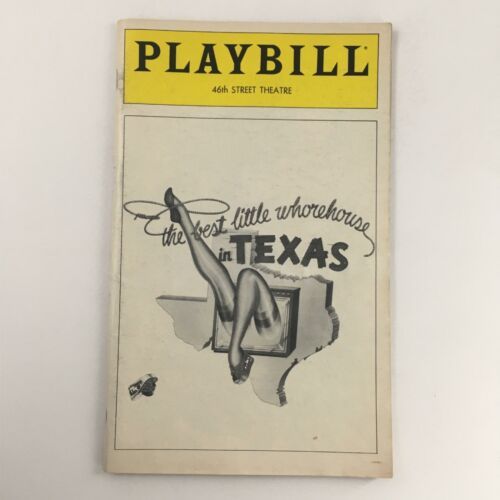 PLAYBILL
46th STREET THEATRE
the best little whorehouse
in TEXAS